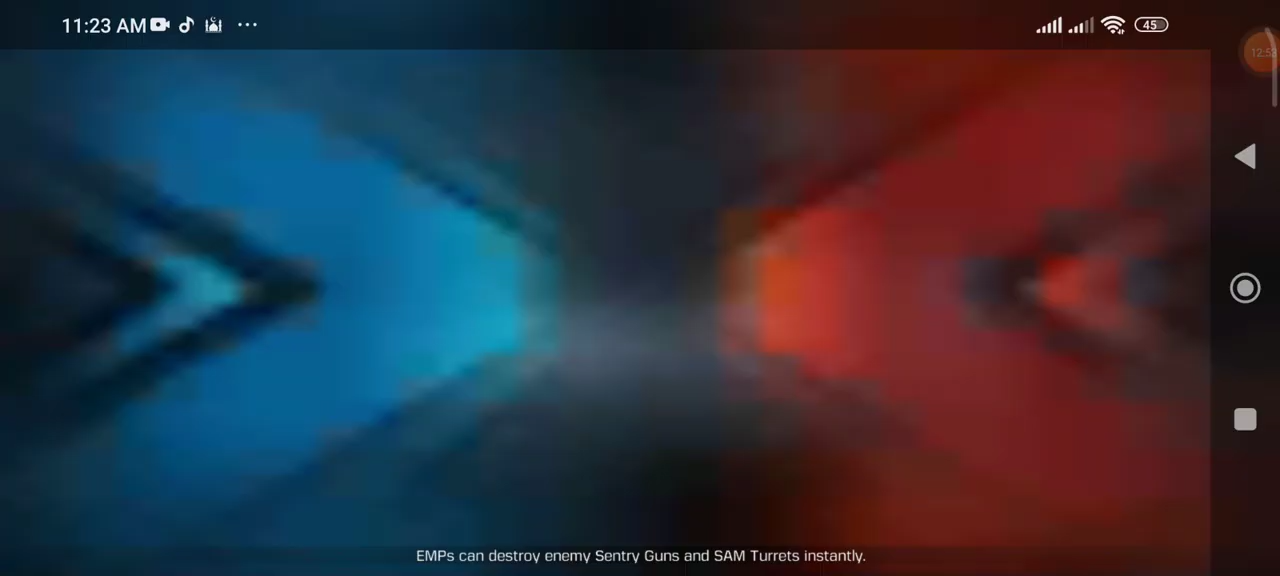 11:23 AM
45
EMPs can destroy enemy Sentry Guns and SAM Turrets instantly.